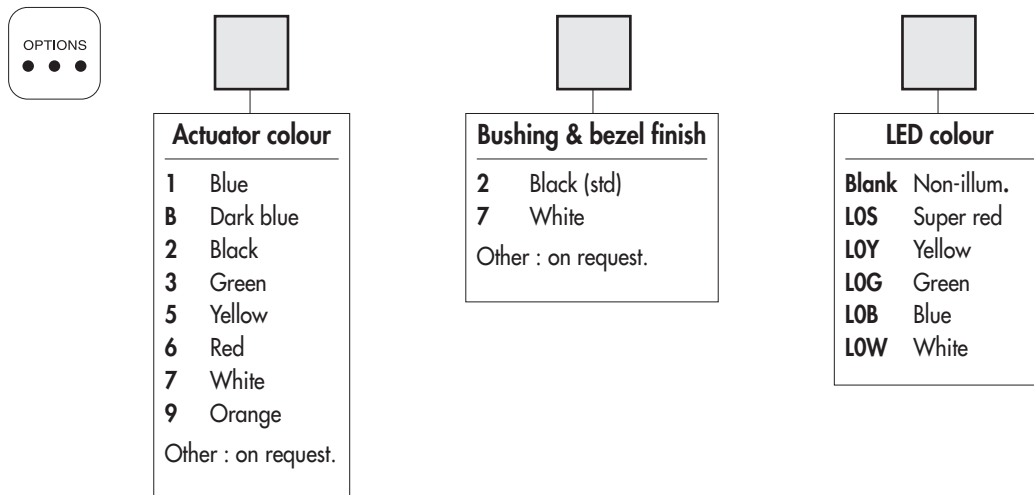 OPTIONS
Actuator colour
1 Blue
B Dark blue
2 Black
3 Green
5 Yellow
6 Red
7 White
9 Orange
Other : on request.
Bushing & bezel finish
2 Black (std)
7 White
Other : on request.
LED colour
Blank Non-illum.
L0S Super red
L0Y Yellow
L0G Green
L0B Blue
L0W White